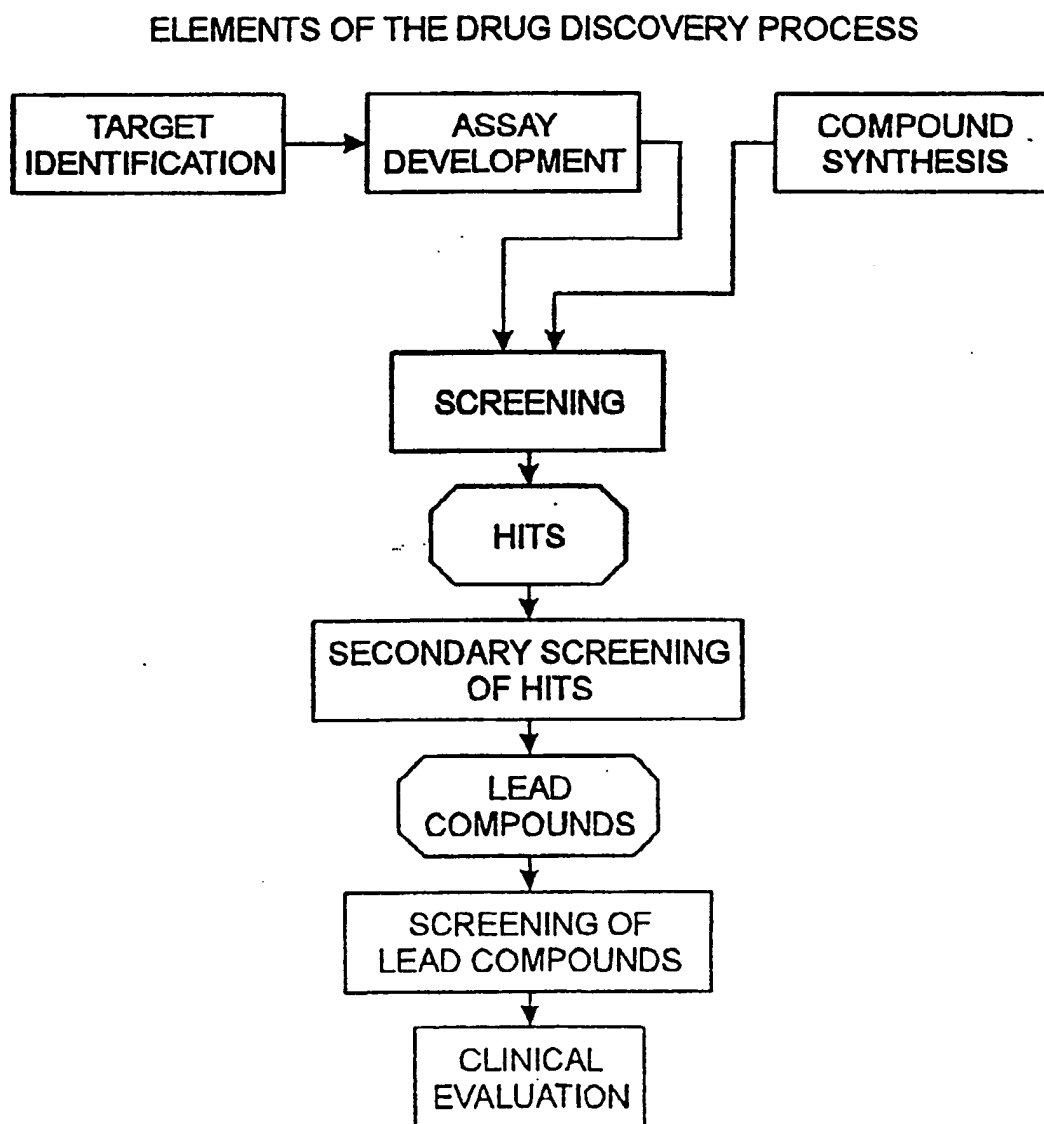 ELEMENTS OF THE DRUG DISCOVERY PROCESS
TARGET
IDENTIFICATION
ASSAY
DEVELOPMENT
COMPOUND
SYNTHESIS
SCREENING
HITS
SECONDARY SCREENING
OF HITS
LEAD
COMPOUNDS
SCREENING OF
LEAD COMPOUNDS
CLINICAL
EVALUATION